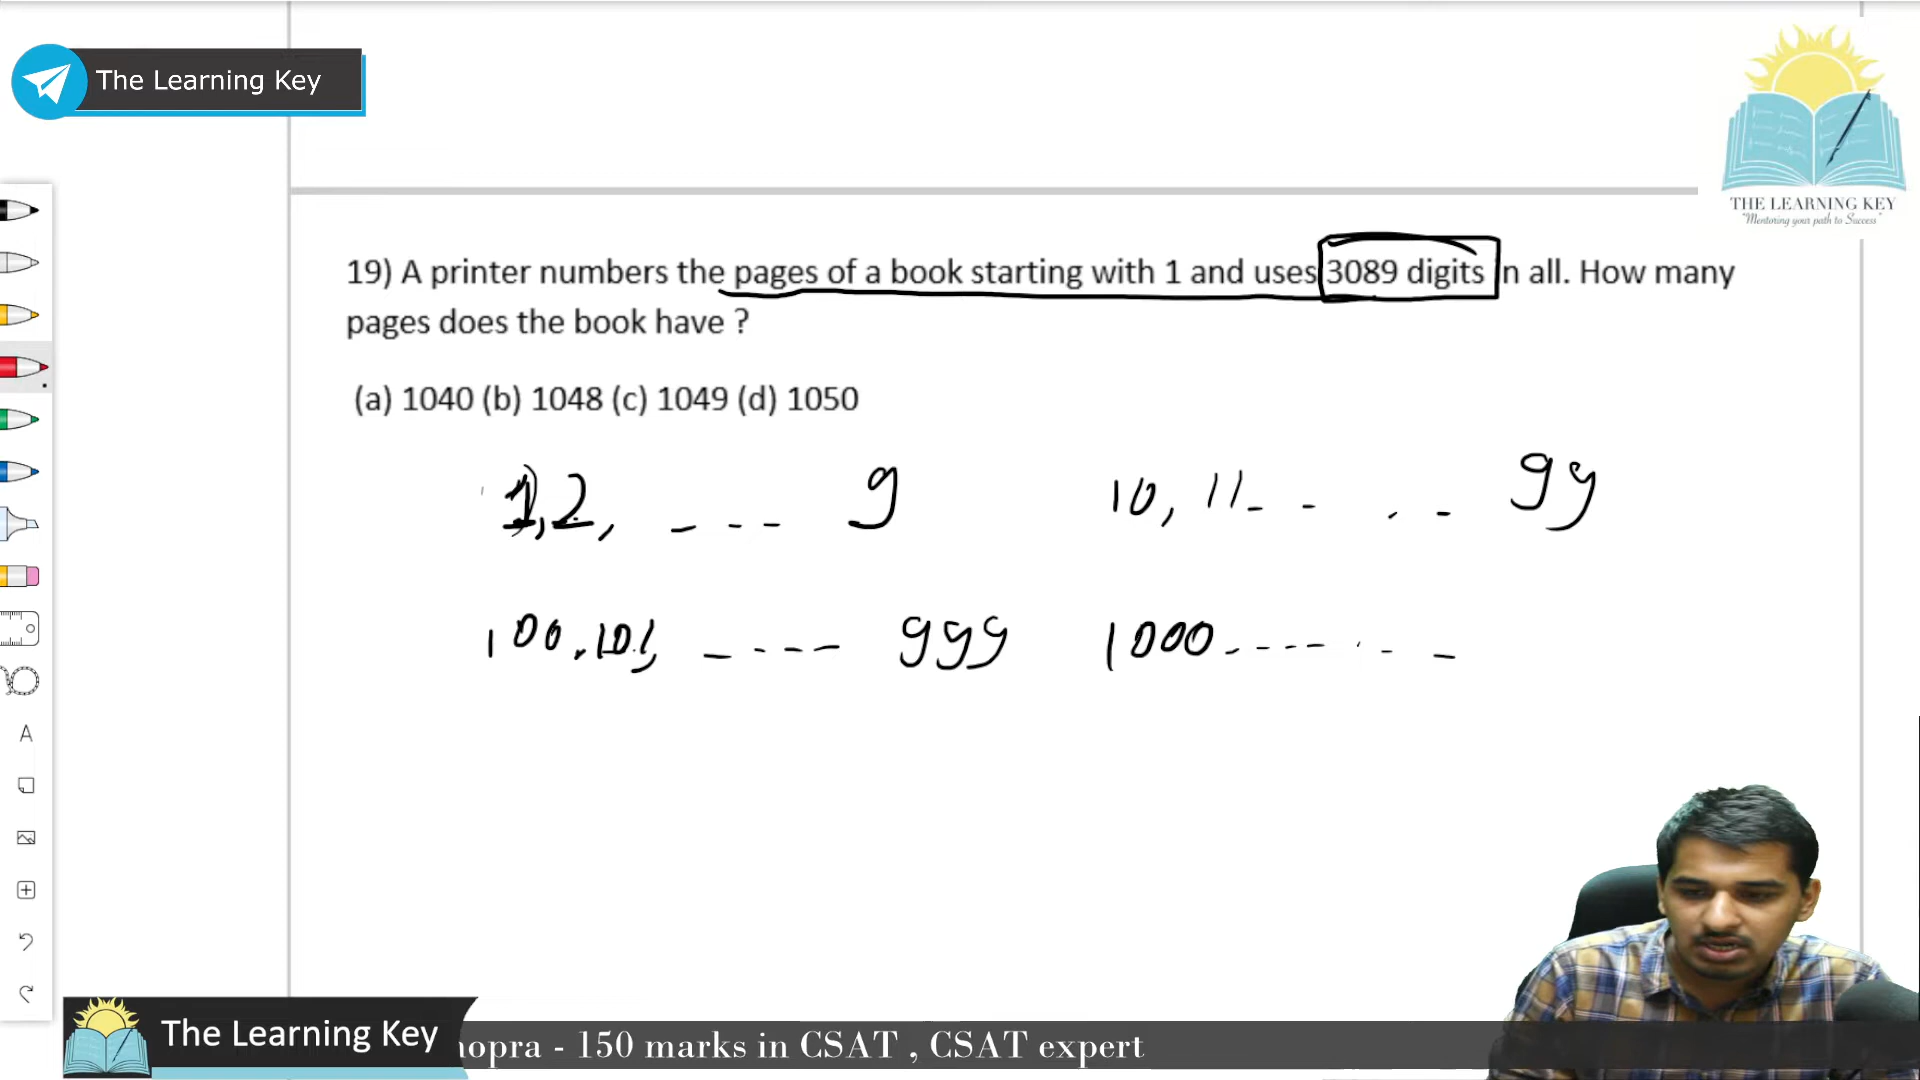 The Learning Key
THE LEARNING KEY
"Mentoring your path to Success"
19) A printer numbers the pages of a book starting with 1 and uses 3089 digits in all. How many
pages does the book have ?
(a) 1040 (b) 1048 (c) 1049 (d) 1050
1,2, - - - - 9
10, 11 - - . - 99
100,101, - - - - - 999
1000 - - - - - - -
A
The Learning Key
hopra - 150 marks in CSAT , CSAT expert